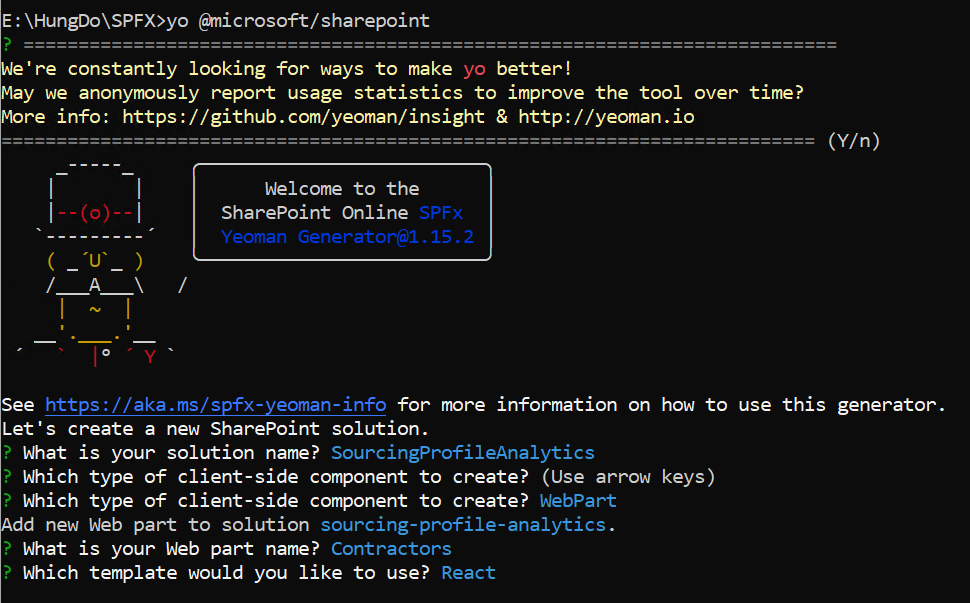 E:\HungDo\SPFX>yo @microsoft/sharepoint
? ==========================================================================
We're constantly looking for ways to make yo better!
May we anonymously report usage statistics to improve the tool over time?
More info: https://github.com/yeoman/insight & http://yeoman.io
========================================================================== (Y/n)
Welcome to the
SharePoint Online SPFx
Yeoman Generator@1.15.2
See https://aka.ms/spfx-yeoman-info for more information on how to use this generator.
Let's create a new SharePoint solution.
? What is your solution name? SourcingProfileAnalytics
? Which type of client-side component to create? (Use arrow keys)
? Which type of client-side component to create? WebPart
Add new Web part to solution sourcing-profile-analytics.
? What is your Web part name? Contractors
? Which template would you like to use? React